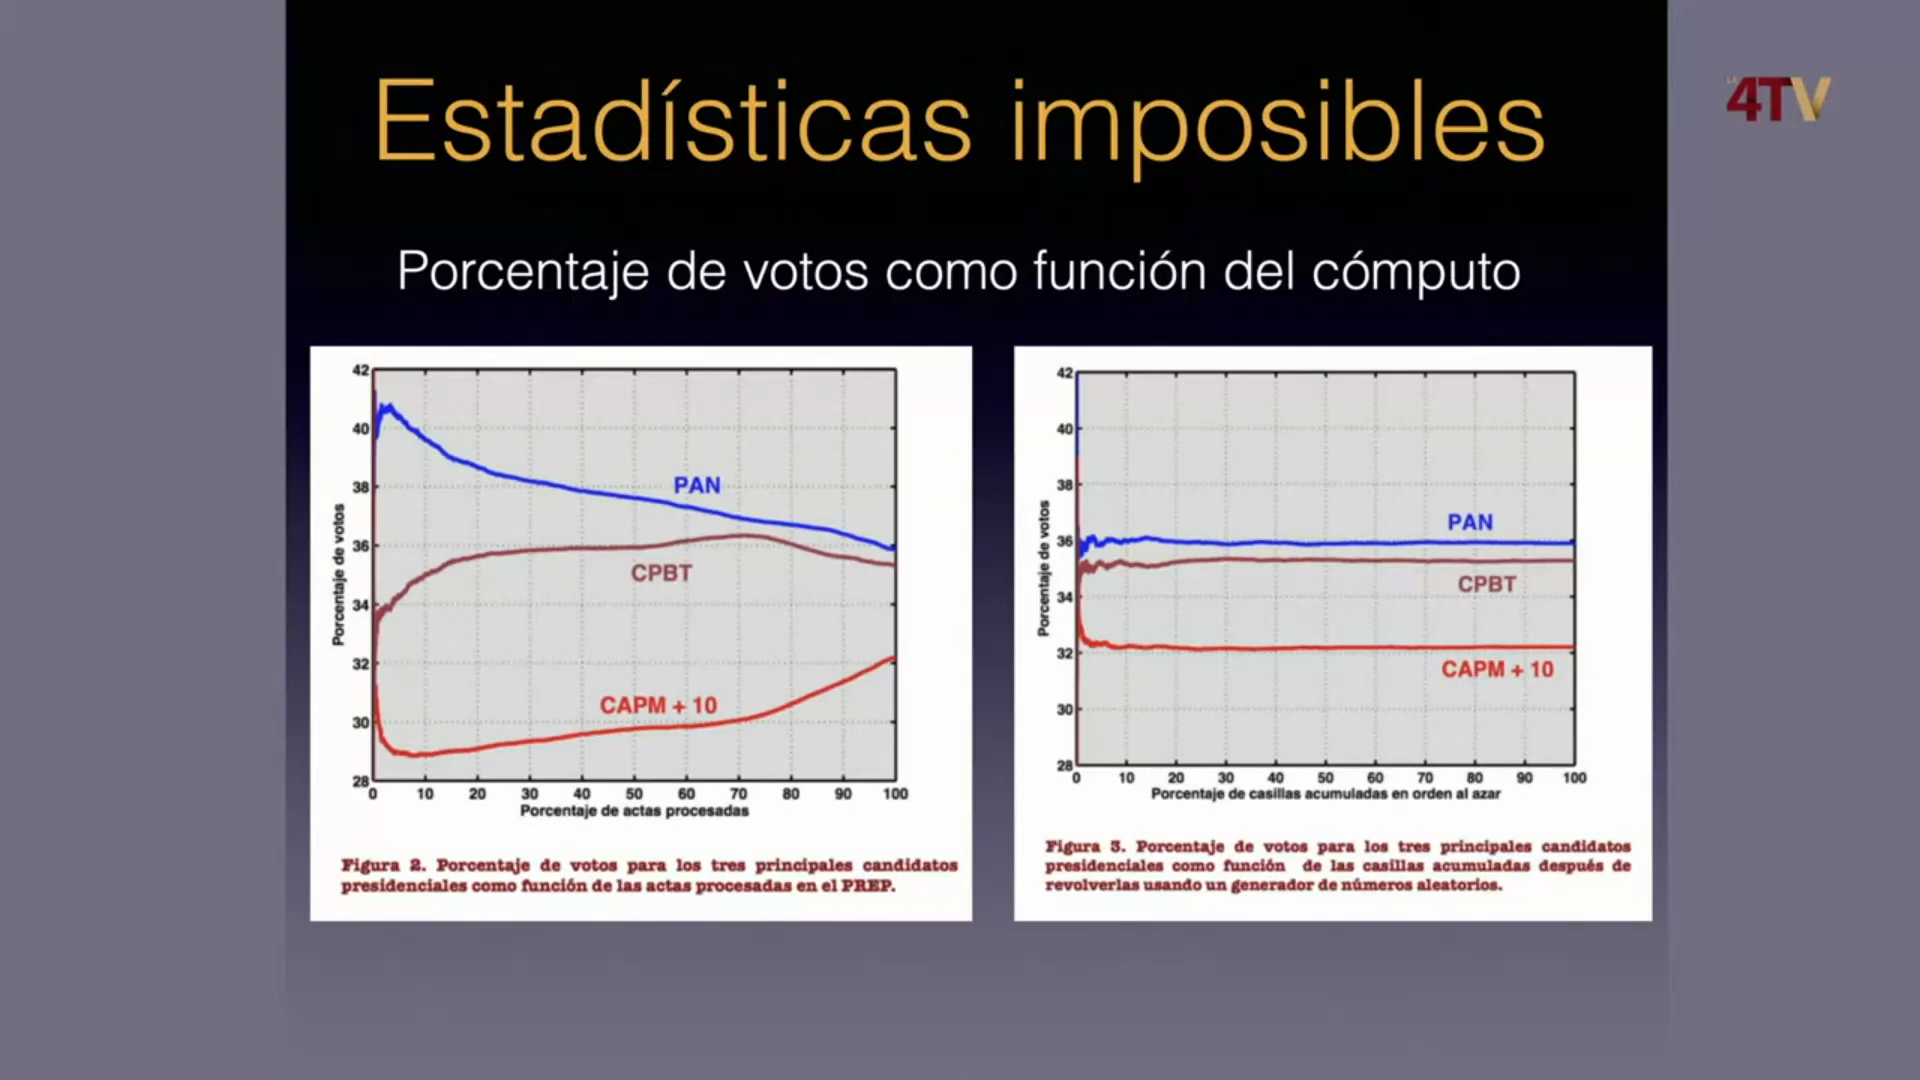 Estadísticas imposibles
LA
4TV
Porcentaje de votos como función del cómputo
42
40
38
36
34
32
30
28
Porcentaje de votos
PAN
CPBT
CAPM + 10
0 10 20 30 40 50 60 70 80 90 100
Porcentaje de actas procesadas
Figura 2. Porcentaje de votos para los tres principales candidatos
presidenciales como función de las actas procesadas en el PREP.
42
40
38
36
34
32
30
28
Porcentaje de votos
PAN
CPBT
CAPM + 10
0 10 20 30 40 50 60 70 80 90 100
Porcentaje de casillas acumuladas en orden al azar
Figura 3. Porcentaje de votos para los tres principales candidatos
presidenciales como función de las casillas acumuladas después de
revolverlas usando un generador de números aleatorios.